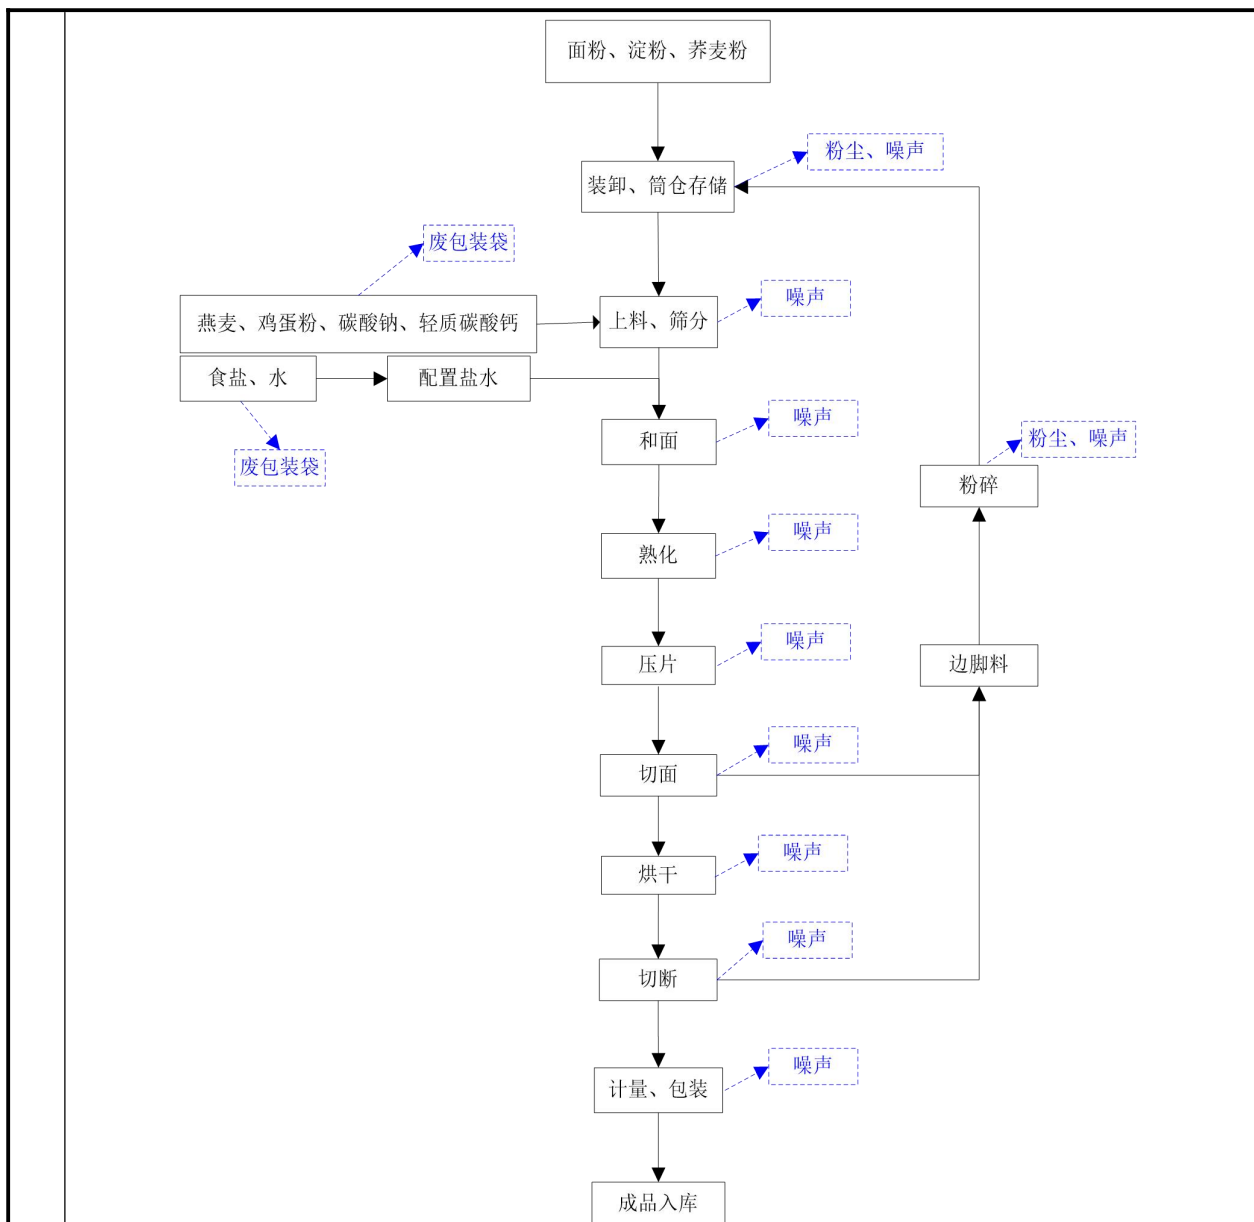 面粉、淀粉、荞麦粉
粉尘、噪声
装卸、筒仓存储
废包装袋
噪声
燕麦、鸡蛋粉、碳酸钠、轻质碳酸钙
上料、筛分
食盐、水
配置盐水
噪声
和面
粉尘、噪声
废包装袋
粉碎
噪声
熟化
噪声
压片
边脚料
噪声
切面
噪声
烘干
噪声
切断
噪声
计量、包装
成品入库